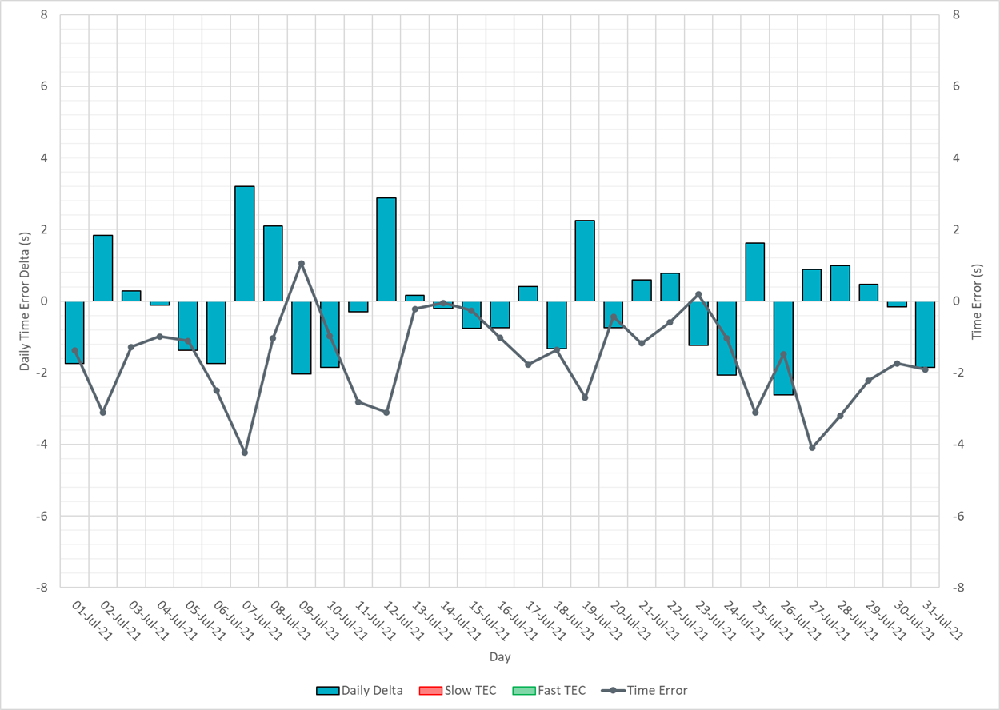 8 8
6 6
4 4
2 2
0 0
-2 -2
-4 -4
-6 -6
-8 -8
Daily Time Error Delta (s)
Time Error (s)
01-Jul-21
02-Jul-21
03-Jul-21
04-Jul-21
05-Jul-21
06-Jul-21
07-Jul-21
08-Jul-21
09-Jul-21
10-Jul-21
11-Jul-21
12-Jul-21
13-Jul-21
14-Jul-21
15-Jul-21
16-Jul-21
17-Jul-21
18-Jul-21
19-Jul-21
20-Jul-21
21-Jul-21
22-Jul-21
23-Jul-21
24-Jul-21
25-Jul-21
26-Jul-21
27-Jul-21
28-Jul-21
29-Jul-21
30-Jul-21
31-Jul-21
Day
Daily Delta Slow TEC Fast TEC Time Error